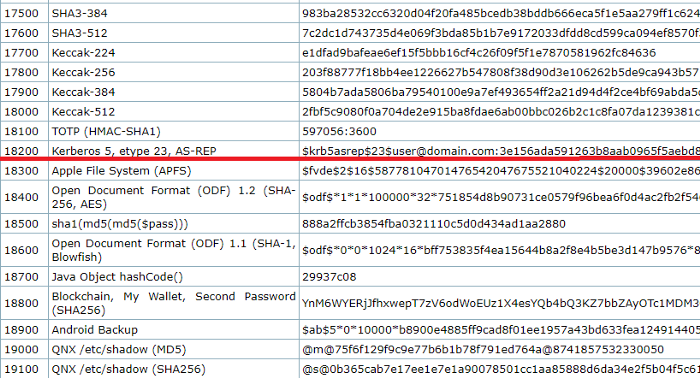 17500 SHA3-384 983ba28532cc6320d04f20fa485bcedb38bddb666eca5f1e5aa279ff1c624
17600 SHA3-512 7c2dc1d743735d4e069f3bda85b1b7e9172033dfdd8cd599ca094ef8570f
17700 Keccak-224 e1dfad9bafeae6ef15f5bbb16cf4c26f09f5f1e7870581962fc84636
17800 Keccak-256 203f88777f18bb4ee1226627b547808f38d90d3e106262b5de9ca943b57
17900 Keccak-384 5804b7ada5806ba79540100e9a7ef493654ff2a21d94d4f2ce4bf69abda5
18000 Keccak-512 2fbf5c9080f0a704de2e915ba8fdae6ab00bbc026b2c1c8fa07da1239381c
18100 TOTP (HMAC-SHA1) 597056:3600
18200 Kerberos 5, etype 23, AS-REP $krb5asrep$23$user@domain.com:3e156ada591263b8aab0965f5aebd8
18300 Apple File System (APFS) $fvde$2$16$58778104701476542047675521040224$20000$39602e86
18400 Open Document Format (ODF) 1.2 (SHA-
256, AES) $odf$*1*1*100000*32*751854d8b90731ce0579f96bea6f0d4ac2fb2f546
18500 sha1(md5(md5($pass))) 888a2ffcb3854fba0321110c5d0d434ad1aa2880
18600 Open Document Format (ODF) 1.1 (SHA-1,
Blowfish) $odf$*0*0*1024*16*bff753835f4ea15644b8a2f8e4b5be3d147b9576*8
18700 Java Object hashCode() 29937c08
18800 Blockchain, My Wallet, Second Password
(SHA256) YnM6WYERjJfhxwepT7zV6odWoEUz1X4esYQb4bQ3KZ7bbZAyOTc1MDM3
18900 Android Backup $ab$5*0*10000*b8900e4885ff9cad8f01ee1957a43bd633fea12491440
19000 QNX /etc/shadow (MD5) @m@75f6f129f9c9e77b6b1b78f791ed764a@8741857532330050
19100 QNX /etc/shadow (SHA256) @s@0b365cab7e17ee1e7e1a90078501cc1aa85888d6da34e2f5b04f5c61